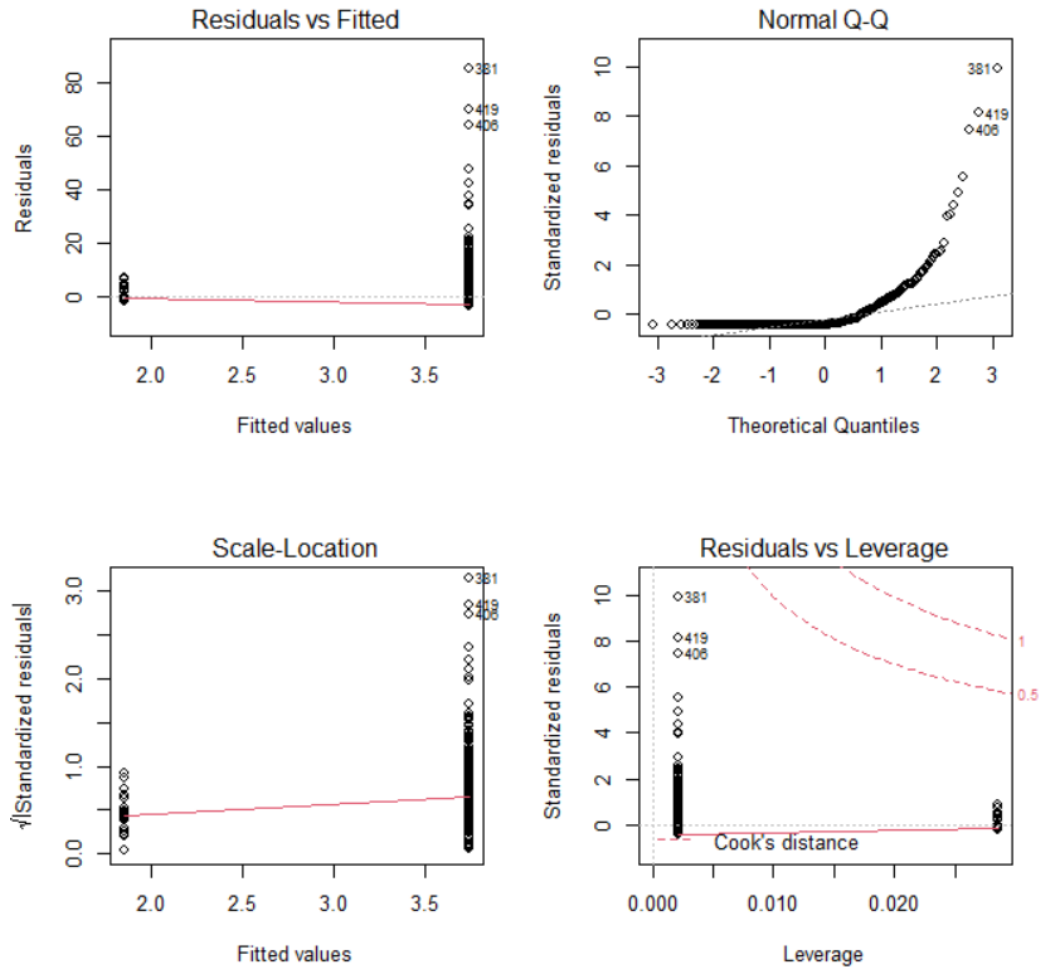 Residuals vs Fitted
Residuals
80
60
40
20
0
381
419
406
2.0 2.5 3.0 3.5
Fitted values
Normal Q-Q
Standardized residuals
10
8
6
4
2
0
381
419
406
-3 -2 -1 0 1 2 3
Theoretical Quantiles
Scale-Location
√|Standardized residuals|
3.0
2.0
1.0
0.0
381
419
406
2.0 2.5 3.0 3.5
Fitted values
Residuals vs Leverage
Standardized residuals
10
8
6
4
2
0
381
419
406
1
0.5
Cook's distance
0.000 0.010 0.020
Leverage